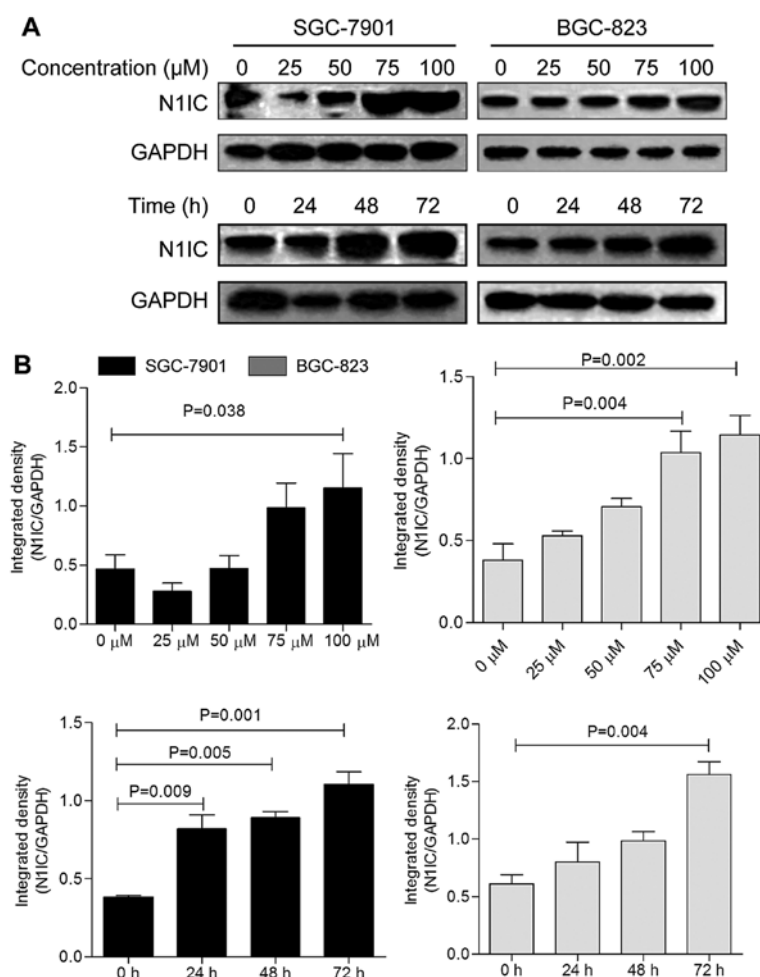 A
SGC-7901 BGC-823
Concentration (µM) 0 25 50 75 100 0 25 50 75 100
N1IC
GAPDH
Time (h) 0 24 48 72 0 24 48 72
N1IC
GAPDH
B
SGC-7901 BGC-823
2.0
1.5
1.0
0.5
0.0
Integrated density
(N1IC/GAPDH)
P=0.038
0 µM 25 µM 50 µM 75 µM 100 µM
1.5
1.0
0.5
0.0
Integrated density
(N1IC/GAPDH)
P=0.002
P=0.004
0 µM 25 µM 50 µM 75 µM 100 µM
1.5
1.0
0.5
0.0
Integrated density
(N1IC/GAPDH)
P=0.001
P=0.005
P=0.009
0 h 24 h 48 h 72 h
2.0
1.5
1.0
0.5
0.0
Integrated density
(N1IC/GAPDH)
P=0.004
0 h 24 h 48 h 72 h